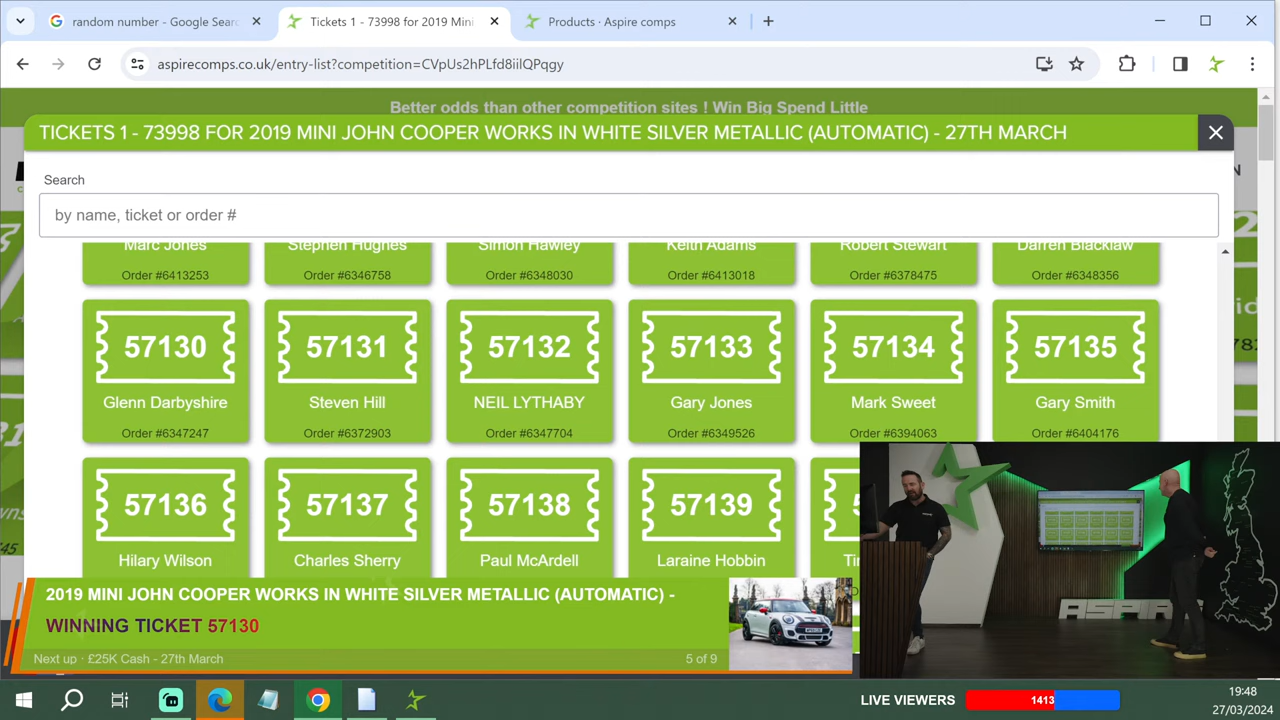 random number - Google Sear
Tickets 1 - 73998 for 2019 Mini
Products · Aspire comps
aspirecomps.co.uk/entry-list?competition=CVpUs2hPLfd8iilQPqgy
Better odds than other competition sites ! Win Big Spend Little
TICKETS 1 - 73998 FOR 2019 MINI JOHN COOPER WORKS IN WHITE SILVER METALLIC (AUTOMATIC) - 27TH MARCH
Search
by name, ticket or order #
Marc Jones Stephen Hughes Simon Hawley Keith Adams Robert Stewart Darren Blacklaw
Order #6413253 Order #6346758 Order #6348030 Order #6413018 Order #6378475 Order #6348356
57130 57131 57132 57133 57134 57135
Glenn Darbyshire Steven Hill NEIL LYTHABY Gary Jones Mark Sweet Gary Smith
Order #6347247 Order #6372903 Order #6347704 Order #6349526 Order #6394063 Order #6404176
57136 57137 57138 57139
Hilary Wilson Charles Sherry Paul McArdell Laraine Hobbin
2019 MINI JOHN COOPER WORKS IN WHITE SILVER METALLIC (AUTOMATIC) -
WINNING TICKET 57130
Next up · £25K Cash - 27th March 5 of 9
ASPIRE
LIVE VIEWERS 1413
19:48
27/03/2024